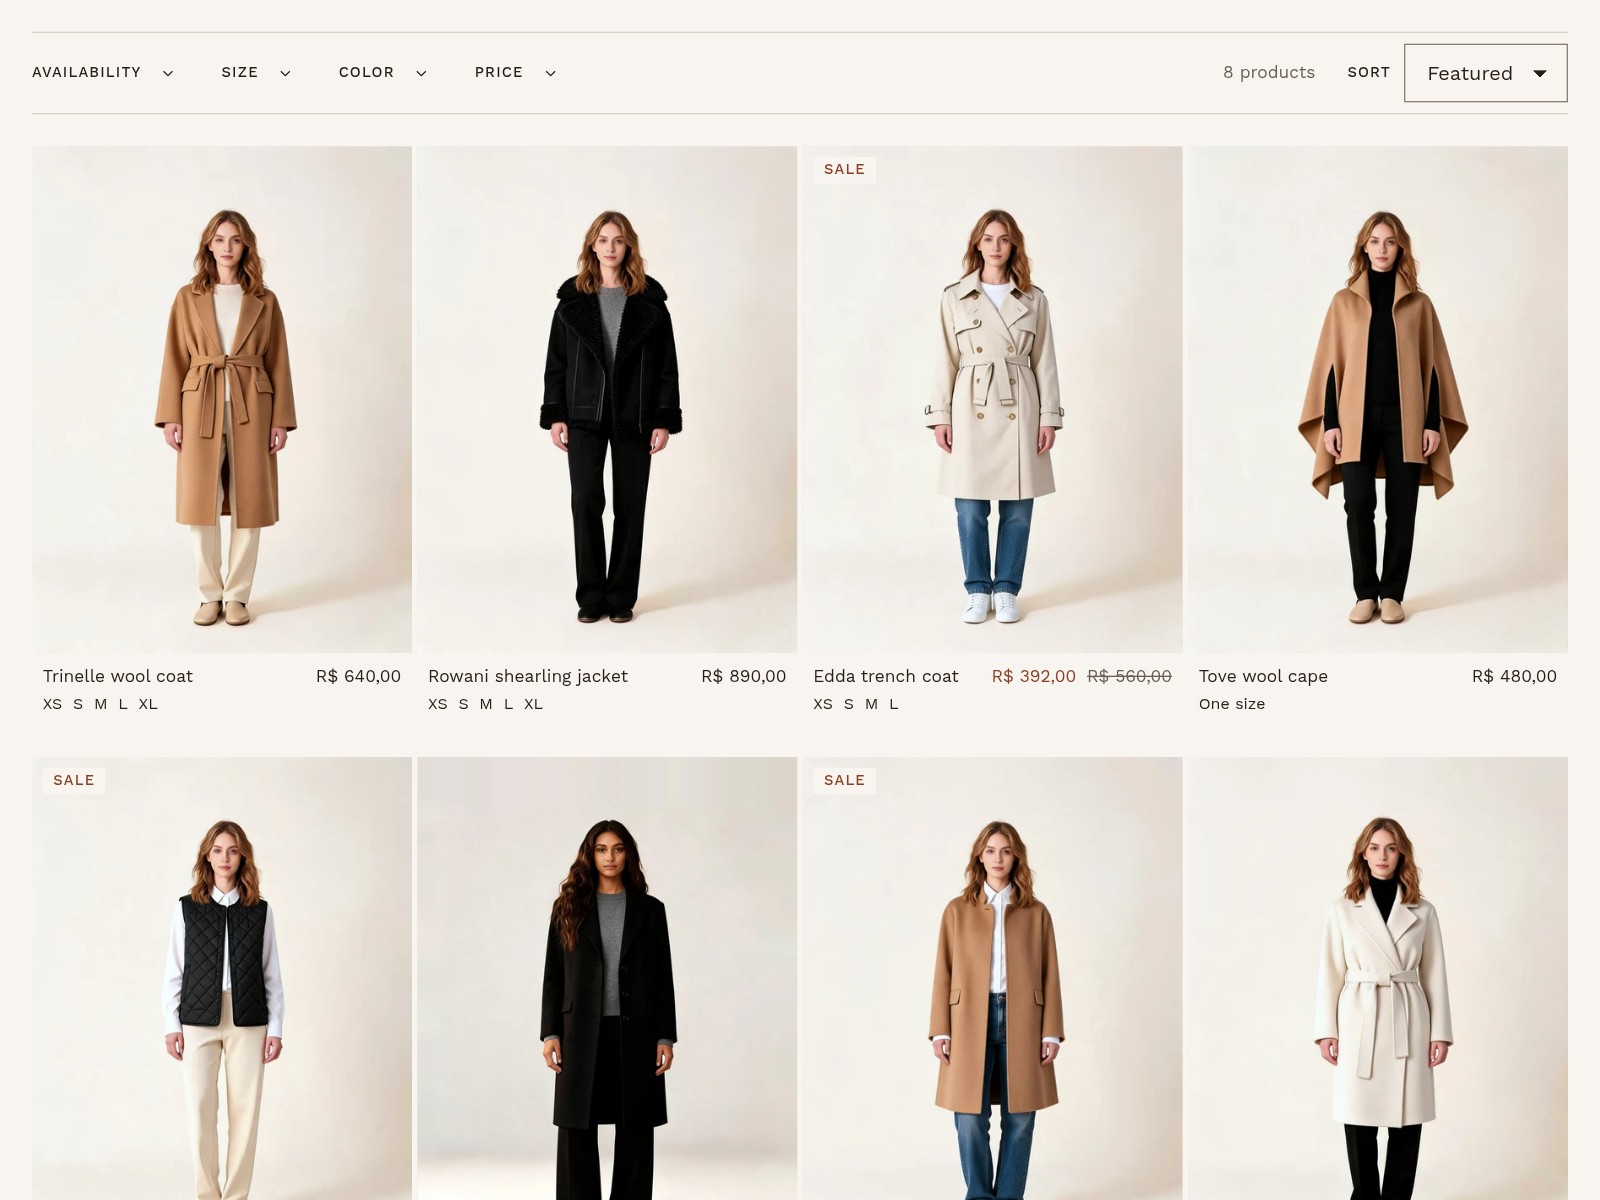 AVAILABILITY SIZE COLOR PRICE 8 products SORT Featured
SALE
Trinelle wool coat R$ 640,00
XS S M L XL
Rowani shearling jacket R$ 890,00
XS S M L XL
Edda trench coat R$ 392,00 R$ 560,00
XS S M L
Tove wool cape R$ 480,00
One size
SALE
SALE